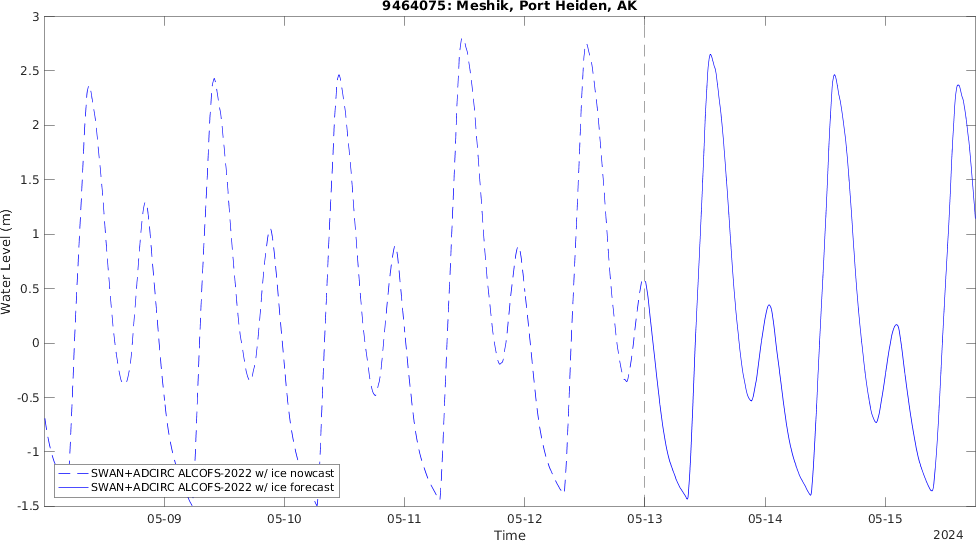 9464075: Meshik, Port Heiden, AK
Water Level (m)
3
2.5
2
1.5
1
0.5
0
-0.5
-1
-1.5
SWAN+ADCIRC ALCOFS-2022 w/ ice nowcast
SWAN+ADCIRC ALCOFS-2022 w/ ice forecast
05-09 05-10 05-11 05-12 05-13 05-14 05-15
Time
2024